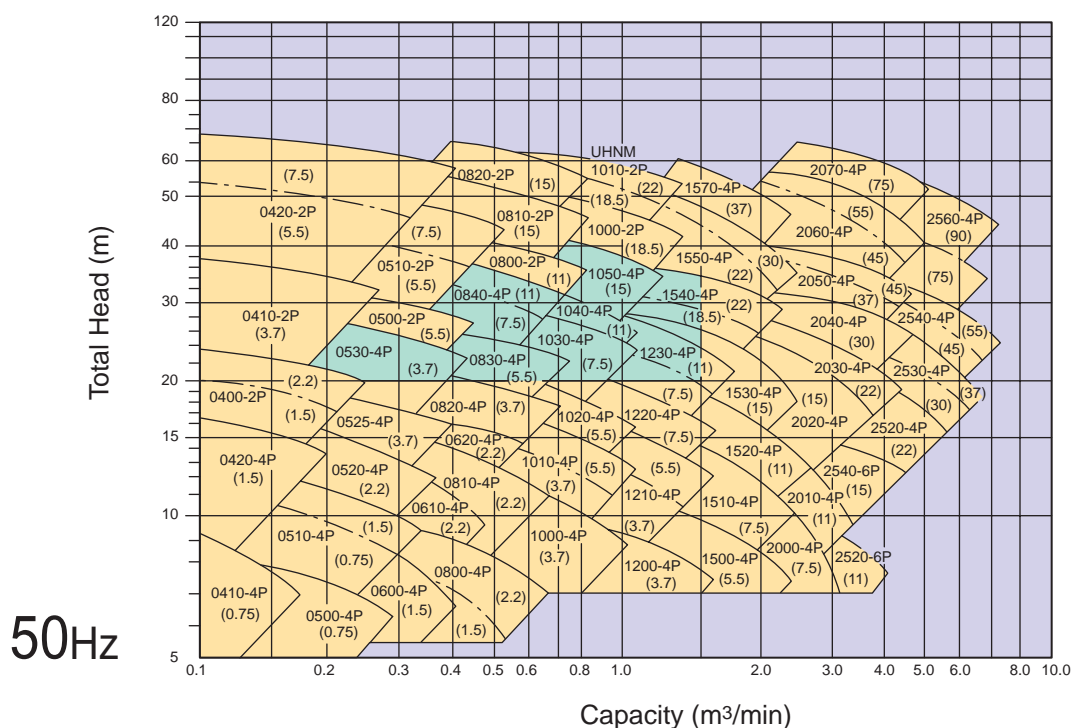 120
80
60
50
40
30
20
15
10
5
Total Head (m)
50Hz
0.1
0.2
0.3
0.4
0.5
0.6
0.8
1.0
2.0
3.0
4.0
5.0
6.0
8.0
10.0
Capacity (m³/min)
UHNM
(7.5)
0820-2P
(15)
1010-2P
(22)
1570-4P
(37)
2070-4P
(75)
0420-2P
(5.5)
(7.5)
0810-2P
(15)
(18.5)
1000-2P
(18.5)
(55)
2060-4P
2560-4P
(90)
0510-2P
(5.5)
0800-2P
(11)
1050-4P
(15)
1550-4P
(22)
(30)
(45)
(75)
0840-4P
(11)
1540-4P
(22)
2050-4P
(45)
(37)
0410-2P
(3.7)
0500-2P
(5.5)
(7.5)
1040-4P
(11)
(18.5)
2040-4P
(30)
2540-4P
(55)
(45)
0530-4P
(3.7)
0830-4P
(5.5)
1030-4P
(7.5)
1230-4P
(11)
2030-4P
(22)
2530-4P
(37)
(30)
(2.2)
0400-2P
(1.5)
0525-4P
(3.7)
0820-4P
(3.7)
1020-4P
(5.5)
1220-4P
(7.5)
(7.5)
1530-4P
(15)
(15)
2020-4P
2520-4P
(22)
0420-4P
(1.5)
0520-4P
(2.2)
0620-4P
(2.2)
1010-4P
(3.7)
(5.5)
(5.5)
1520-4P
(11)
2540-6P
(15)
0810-4P
(2.2)
0610-4P
(2.2)
1210-4P
(3.7)
1510-4P
(7.5)
2010-4P
(11)
0510-4P
(0.75)
(1.5)
1000-4P
(3.7)
1200-4P
(3.7)
1500-4P
(5.5)
2000-4P
(7.5)
2520-6P
(11)
0410-4P
(0.75)
0500-4P
(0.75)
0600-4P
(1.5)
0800-4P
(2.2)
(1.5)